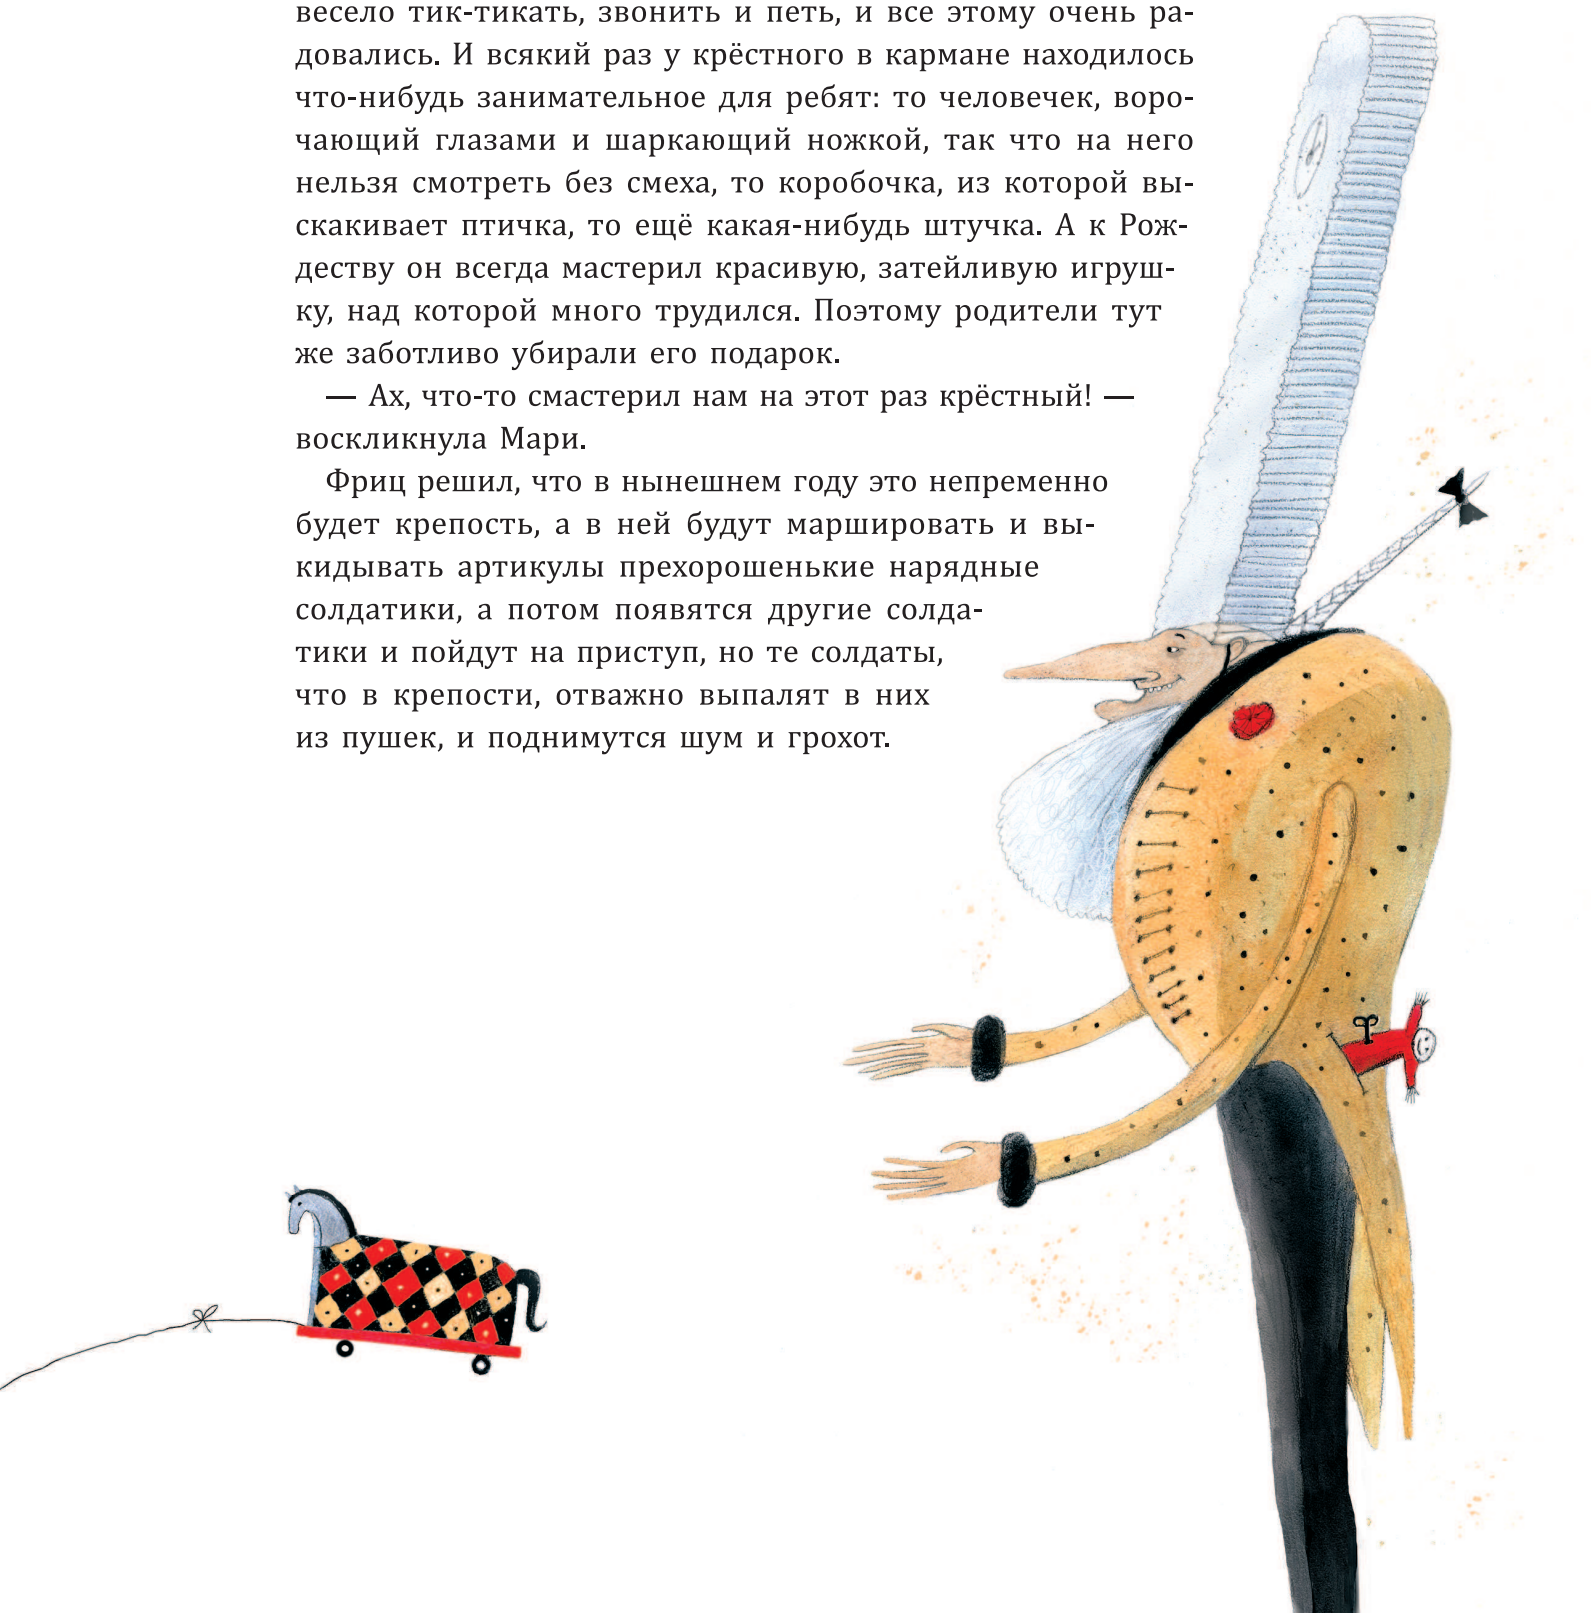 весело тик-тикать, звонить и петь, и все этому очень ра-
довались. И всякий раз у крёстного в кармане находилось
что-нибудь занимательное для ребят: то человечек, воро-
чающий глазами и шаркающий ножкой, так что на него
нельзя смотреть без смеха, то коробочка, из которой вы-
скакивает птичка, то ещё какая-нибудь штучка. А к Рож-
деству он всегда мастерил красивую, затейливую игруш-
ку, над которой много трудился. Поэтому родители тут
же заботливо убирали его подарок.
— Ах, что-то смастерил нам на этот раз крёстный! —
воскликнула Мари.
Фриц решил, что в нынешнем году это непременно
будет крепость, а в ней будут маршировать и вы-
кидывать артикулы прехорошенькие нарядные
солдатики, а потом появятся другие солда-
тики и пойдут на приступ, но те солдаты,
что в крепости, отважно выпалят в них
из пушек, и поднимутся шум и грохот.